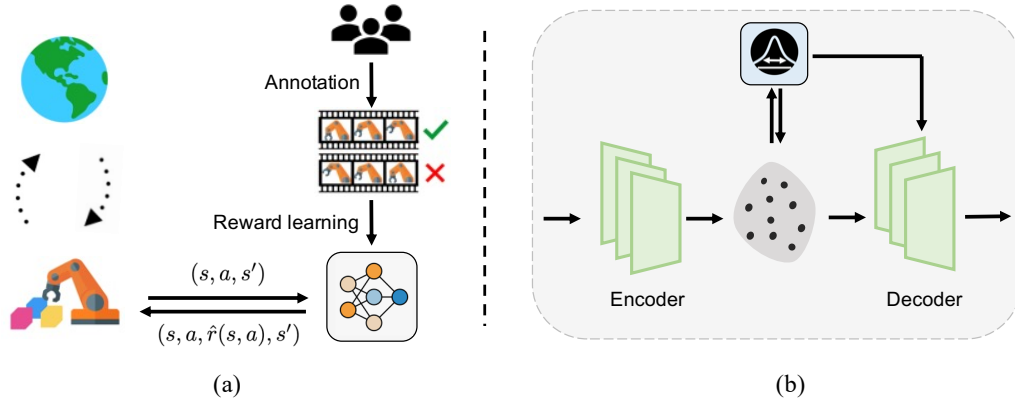 Annotation
Reward learning
(s, a, s′)
(s, a, r̂(s, a), s′)
(a)
Encoder
Decoder
(b)